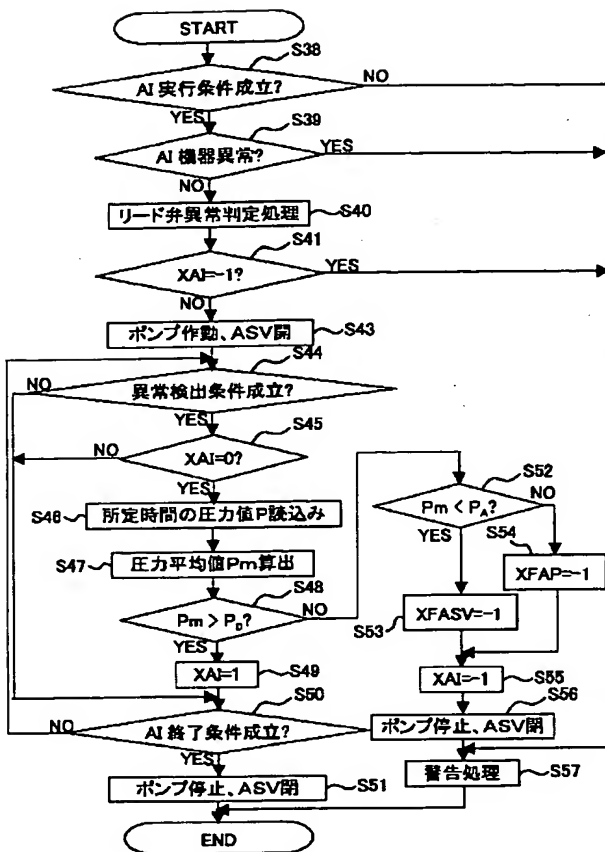 START
S38
AI 実行条件成立?
NO
YES
S39
AI 機器異常?
YES
NO
リード弁異常判定処理
S40
S41
XAI=-1?
YES
NO
ポンプ作動、ASV開
S43
S44
NO
異常検出条件成立?
YES
S45
NO
XAI=0?
YES
S46
所定時間の圧力値P読込み
S47
圧力平均値Pm算出
S48
Pm > PD?
NO
YES
XAI=1
S49
S50
NO
AI 終了条件成立?
YES
ポンプ停止、ASV閉
S51
END
S52
Pm < PA?
NO
YES
S54
XFAP=-1
XFASV=-1
S53
XAI=-1
S55
S56
ポンプ停止、ASV閉
警告処理
S57